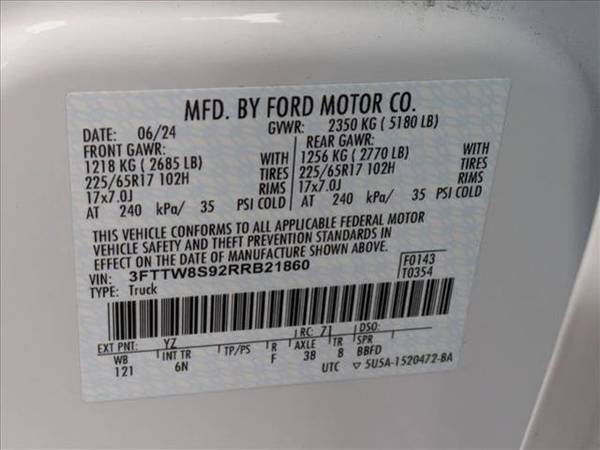 MFD. BY FORD MOTOR CO.
DATE: 06/24 GVWR: 2350 KG ( 5180 LB)
FRONT GAWR: REAR GAWR:
1218 KG ( 2685 LB) WITH 1256 KG ( 2770 LB) WITH
225/65R17 102H TIRES 225/65R17 102H TIRES
17x7.0J RIMS 17x7.0J RIMS
AT 240 kPa/ 35 PSI COLD AT 240 kPa/ 35 PSI COLD
THIS VEHICLE CONFORMS TO ALL APPLICABLE FEDERAL MOTOR
VEHICLE SAFETY AND THEFT PREVENTION STANDARDS IN
EFFECT ON THE DATE OF MANUFACTURE SHOWN ABOVE.
VIN: 3FTTW8S92RRB21860 F0143
TYPE: Truck T0354
EXT PNT: YZ RC: 71 DSO:
WB INT TR TP/PS R AXLE TR SPR
121 6N F 38 8 BBFD
UTC ▽ 5U5A-1520472-BA